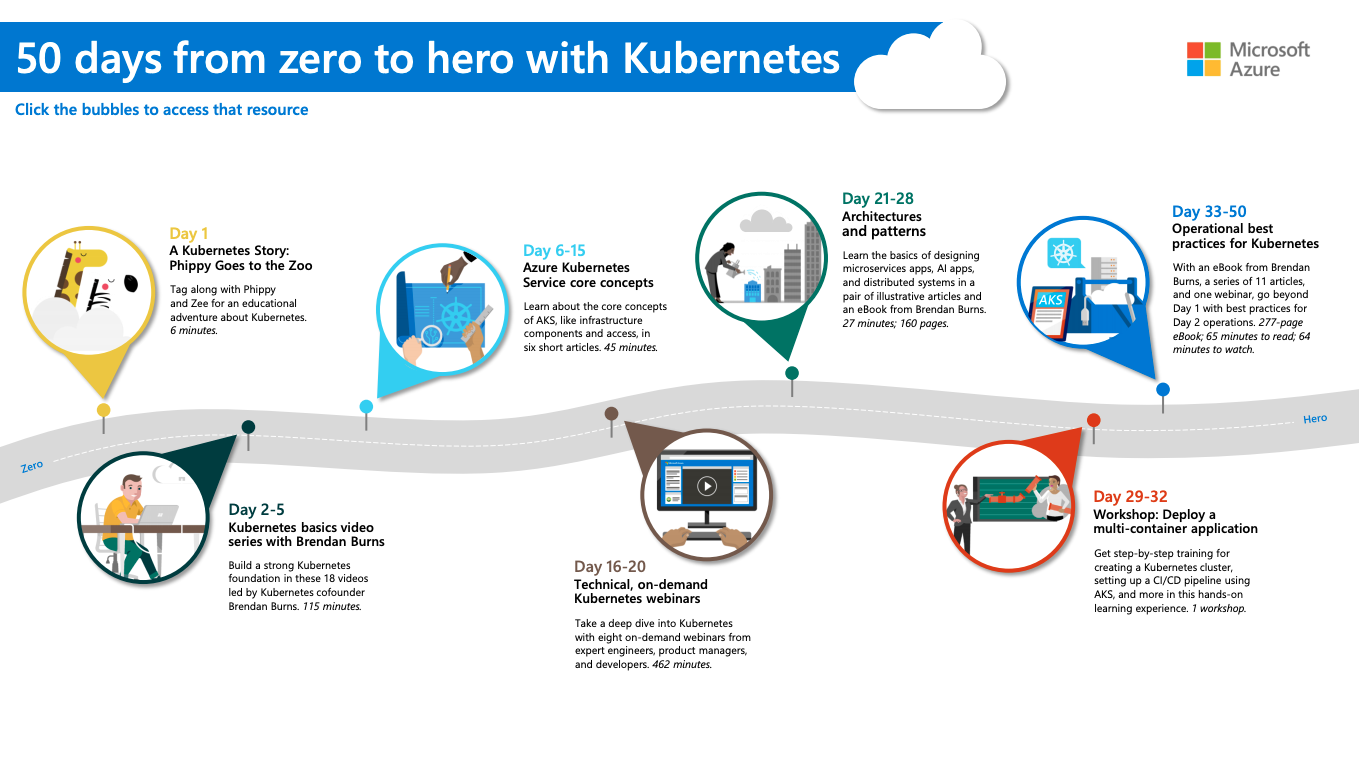 50 days from zero to hero with Kubernetes
Microsoft
Azure
Click the bubbles to access that resource
Day 1
A Kubernetes Story:
Phippy Goes to the Zoo
Tag along with Phippy
and Zee for an educational
adventure about Kubernetes.
6 minutes.
Day 2-5
Kubernetes basics video
series with Brendan Burns
Build a strong Kubernetes
foundation in these 18 videos
led by Kubernetes cofounder
Brendan Burns. 115 minutes.
Day 6-15
Azure Kubernetes
Service core concepts
Learn about the core concepts
of AKS, like infrastructure
components and access, in
six short articles. 45 minutes.
Day 16-20
Technical, on-demand
Kubernetes webinars
Take a deep dive into Kubernetes
with eight on-demand webinars from
expert engineers, product managers,
and developers. 462 minutes.
Day 21-28
Architectures
and patterns
Learn the basics of designing
microservices apps, AI apps,
and distributed systems in a
pair of illustrative articles and
an eBook from Brendan Burns.
27 minutes; 160 pages.
Day 29-32
Workshop: Deploy a
multi-container application
Get step-by-step training for
creating a Kubernetes cluster,
setting up a CI/CD pipeline using
AKS, and more in this hands-on
learning experience. 1 workshop.
AKS
Day 33-50
Operational best
practices for Kubernetes
With an eBook from Brendan
Burns, a series of 11 articles,
and one webinar, go beyond
Day 1 with best practices for
Day 2 operations. 277-page
eBook; 65 minutes to read; 64
minutes to watch.
Zero
Hero